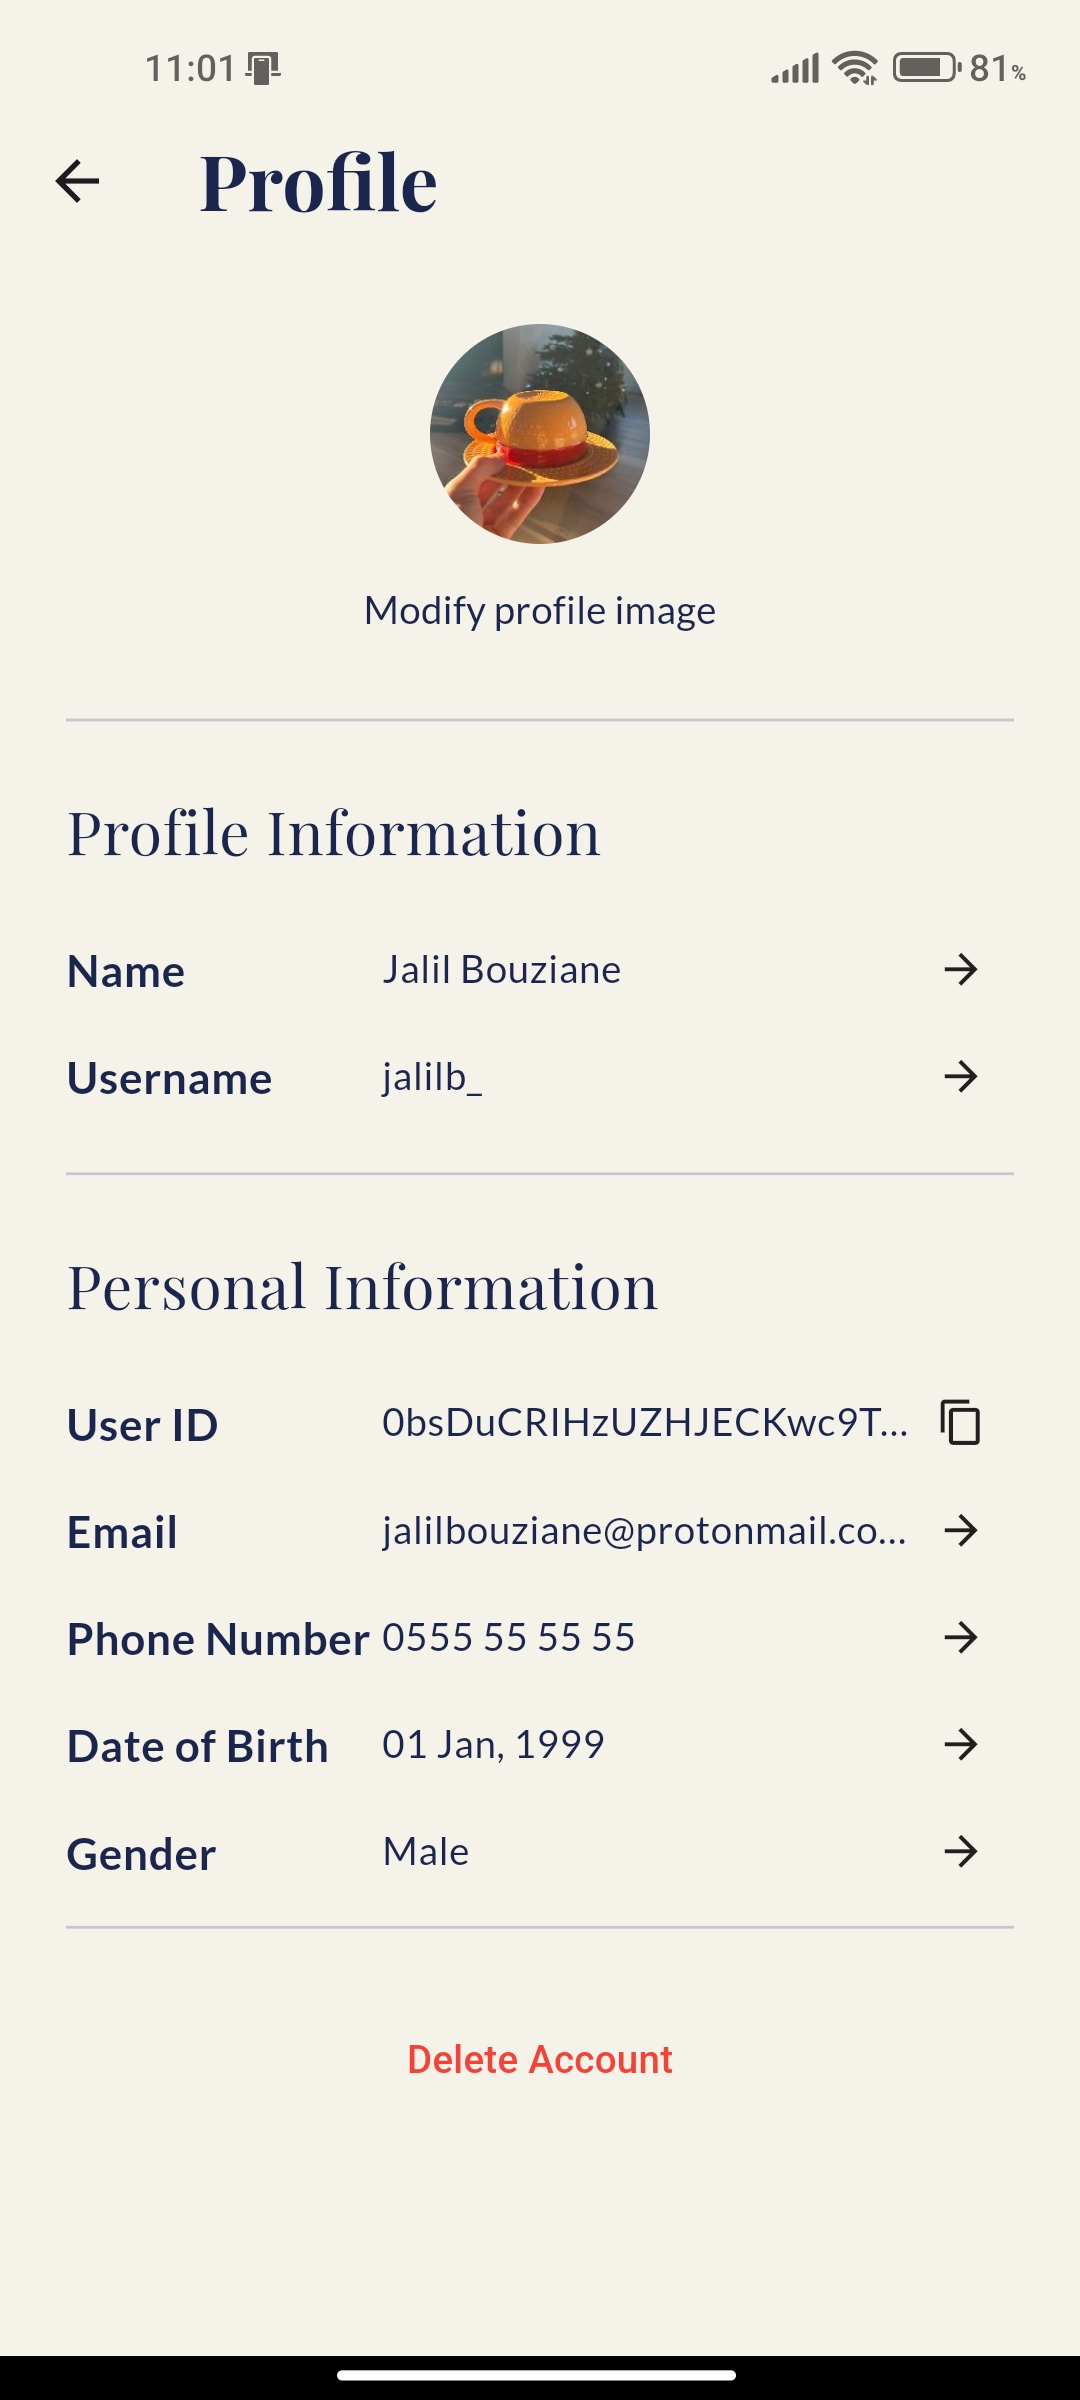 11:01 81%
Profile
Modify profile image
Profile Information
Name Jalil Bouziane
Username jalilb_
Personal Information
User ID 0bsDuCRIHzUZHJECKwc9T...
Email jalilbouziane@protonmail.co...
Phone Number 0555 55 55 55
Date of Birth 01 Jan, 1999
Gender Male
Delete Account